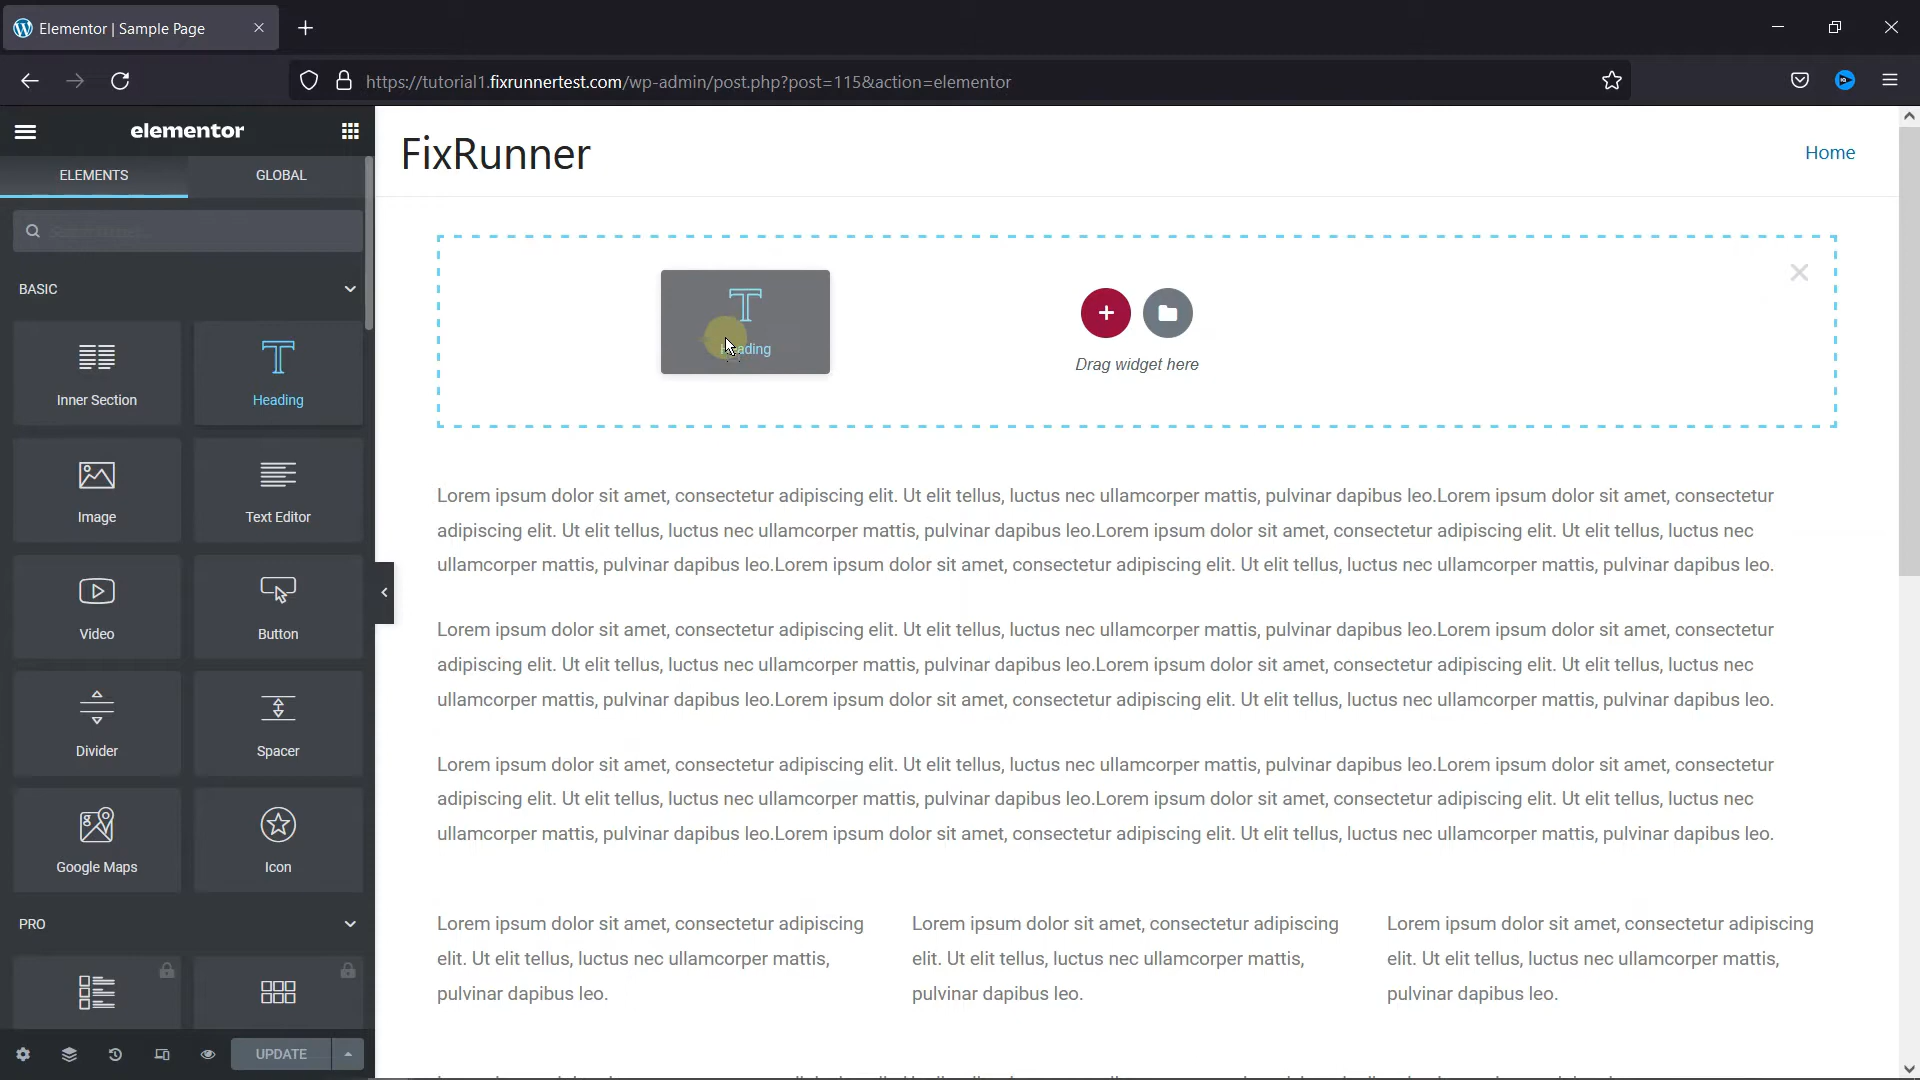 Elementor | Sample Page
https://tutorial1.fixrunnertest.com/wp-admin/post.php?post=115&action=elementor
elementor
ELEMENTS
GLOBAL
BASIC
Inner Section
Heading
Image
Text Editor
Video
Button
Divider
Spacer
Google Maps
Icon
PRO
UPDATE
FixRunner
Home
Heading
Drag widget here
Lorem ipsum dolor sit amet, consectetur adipiscing elit. Ut elit tellus, luctus nec ullamcorper mattis, pulvinar dapibus leo.Lorem ipsum dolor sit amet, consectetur
adipiscing elit. Ut elit tellus, luctus nec ullamcorper mattis, pulvinar dapibus leo.Lorem ipsum dolor sit amet, consectetur adipiscing elit. Ut elit tellus, luctus nec
ullamcorper mattis, pulvinar dapibus leo.Lorem ipsum dolor sit amet, consectetur adipiscing elit. Ut elit tellus, luctus nec ullamcorper mattis, pulvinar dapibus leo.
Lorem ipsum dolor sit amet, consectetur adipiscing elit. Ut elit tellus, luctus nec ullamcorper mattis, pulvinar dapibus leo.Lorem ipsum dolor sit amet, consectetur
adipiscing elit. Ut elit tellus, luctus nec ullamcorper mattis, pulvinar dapibus leo.Lorem ipsum dolor sit amet, consectetur adipiscing elit. Ut elit tellus, luctus nec
ullamcorper mattis, pulvinar dapibus leo.Lorem ipsum dolor sit amet, consectetur adipiscing elit. Ut elit tellus, luctus nec ullamcorper mattis, pulvinar dapibus leo.
Lorem ipsum dolor sit amet, consectetur adipiscing elit. Ut elit tellus, luctus nec ullamcorper mattis, pulvinar dapibus leo.Lorem ipsum dolor sit amet, consectetur
adipiscing elit. Ut elit tellus, luctus nec ullamcorper mattis, pulvinar dapibus leo.Lorem ipsum dolor sit amet, consectetur adipiscing elit. Ut elit tellus, luctus nec
ullamcorper mattis, pulvinar dapibus leo.Lorem ipsum dolor sit amet, consectetur adipiscing elit. Ut elit tellus, luctus nec ullamcorper mattis, pulvinar dapibus leo.
Lorem ipsum dolor sit amet, consectetur adipiscing
elit. Ut elit tellus, luctus nec ullamcorper mattis,
pulvinar dapibus leo.
Lorem ipsum dolor sit amet, consectetur adipiscing
elit. Ut elit tellus, luctus nec ullamcorper mattis,
pulvinar dapibus leo.
Lorem ipsum dolor sit amet, consectetur adipiscing
elit. Ut elit tellus, luctus nec ullamcorper mattis,
pulvinar dapibus leo.